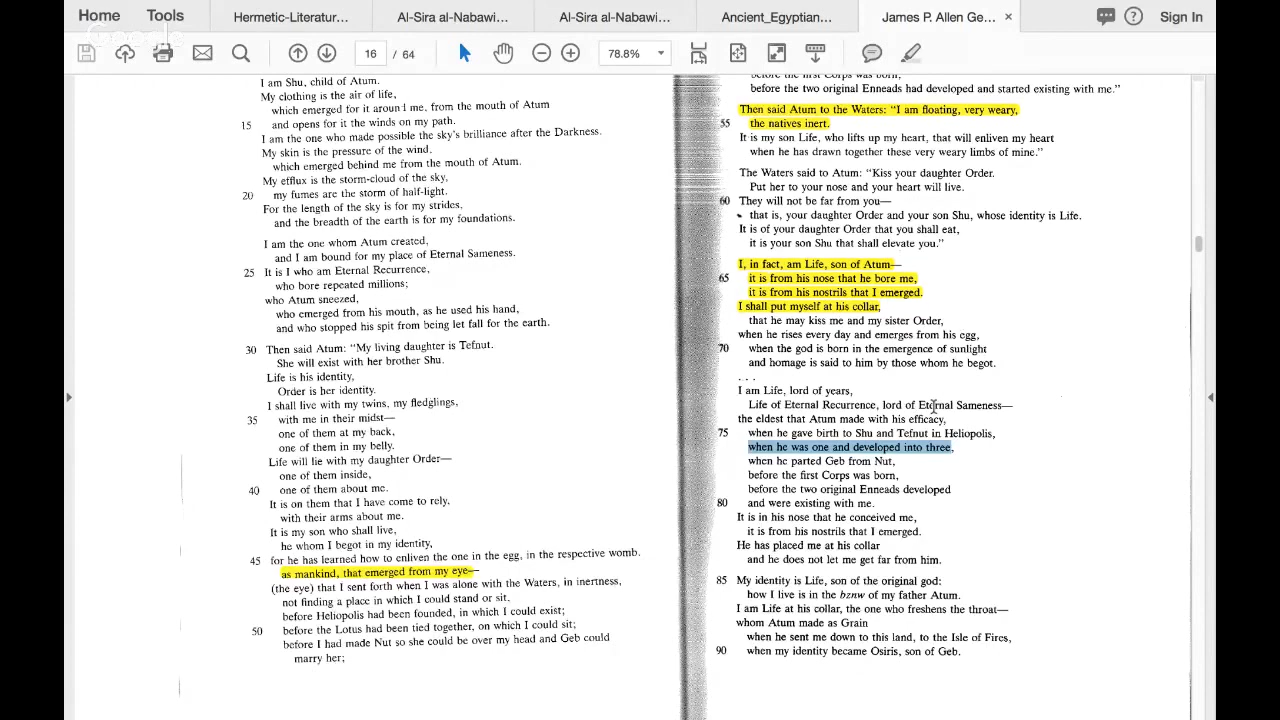 Home Tools Hermetic-Literatur... Al-Sira al-Nabawi... Al-Sira al-Nabawi... Ancient_Egyptian... James P. Allen Ge... × Sign In
Google
16 / 64 78.8%
I am Shu, child of Atum.
My clothing is the air of life,
which emerged for it aroun me, from the mouth of Atum
15 and opens for it the winds on my path.
I am the one who made possible the sky's brilliance after the Darkness.
My skin is the pressure of the wind,
which emerged behind me from the mouth of Atum.
My efflux is the storm-cloud of the sky,
20 my fumes are the storm of half-light.
For the length of the sky is for my strides,
and the breadth of the earth is for my foundations.
I am the one whom Atum created,
and I am bound for my place of Eternal Sameness.
25 It is I who am Eternal Recurrence,
who bore repeated millions;
who Atum sneezed,
who emerged from his mouth, as he used his hand,
and who stopped his spit from being let fall for the earth.
30 Then said Atum: "My living daughter is Tefnut.
She will exist with her brother Shu.
Life is his identity,
Order is her identity.
I shall live with my twins, my fledglings,
35 with me in their midst—
one of them at my back,
one of them in my belly.
Life will lie with my daughter Order—
one of them inside,
40 one of them about me.
It is on them that I have come to rely,
with their arms about me.
It is my son who shall live,
he whom I begot in my identity,
45 for he has learned how to enliven the one in the egg, in the respective womb.
as mankind, that emerged from my eye—
(the eye) that I sent forth when I was alone with the Waters, in inertness,
not finding a place in which I could stand or sit,
before Heliopolis had been founded, in which I could exist;
50 before the Lotus had been tied together, on which I could sit;
before I had made Nut so she could be over my head and Geb could
marry her;
before the first Corps was born,
before the two original Enneads had developed and started existing with me."
Then said Atum to the Waters: "I am floating, very weary,
55 the natives inert.
It is my son Life, who lifts up my heart, that will enliven my heart
when he has drawn together these very weary limbs of mine."
The Waters said to Atum: "Kiss your daughter Order.
Put her to your nose and your heart will live.
60 They will not be far from you—
that is, your daughter Order and your son Shu, whose identity is Life.
It is of your daughter Order that you shall eat,
it is your son Shu that shall elevate you."
I, in fact, am Life, son of Atum—
65 it is from his nose that he bore me,
it is from his nostrils that I emerged.
I shall put myself at his collar,
that he may kiss me and my sister Order,
when he rises every day and emerges from his egg,
70 when the god is born in the emergence of sunlight
and homage is said to him by those whom he begot.
. . .
I am Life, lord of years,
Life of Eternal Recurrence, lord of Eternal Sameness—
the eldest that Atum made with his efficacy,
75 when he gave birth to Shu and Tefnut in Heliopolis,
when he was one and developed into three,
when he parted Geb from Nut,
before the first Corps was born,
before the two original Enneads developed
80 and were existing with me.
It is in his nose that he conceived me,
it is from his nostrils that I emerged.
He has placed me at his collar
and he does not let me get far from him.
85 My identity is Life, son of the original god:
how I live is in the bznw of my father Atum.
I am Life at his collar, the one who freshens the throat—
whom Atum made as Grain
when he sent me down to this land, to the Isle of Fires,
90 when my identity became Osiris, son of Geb.